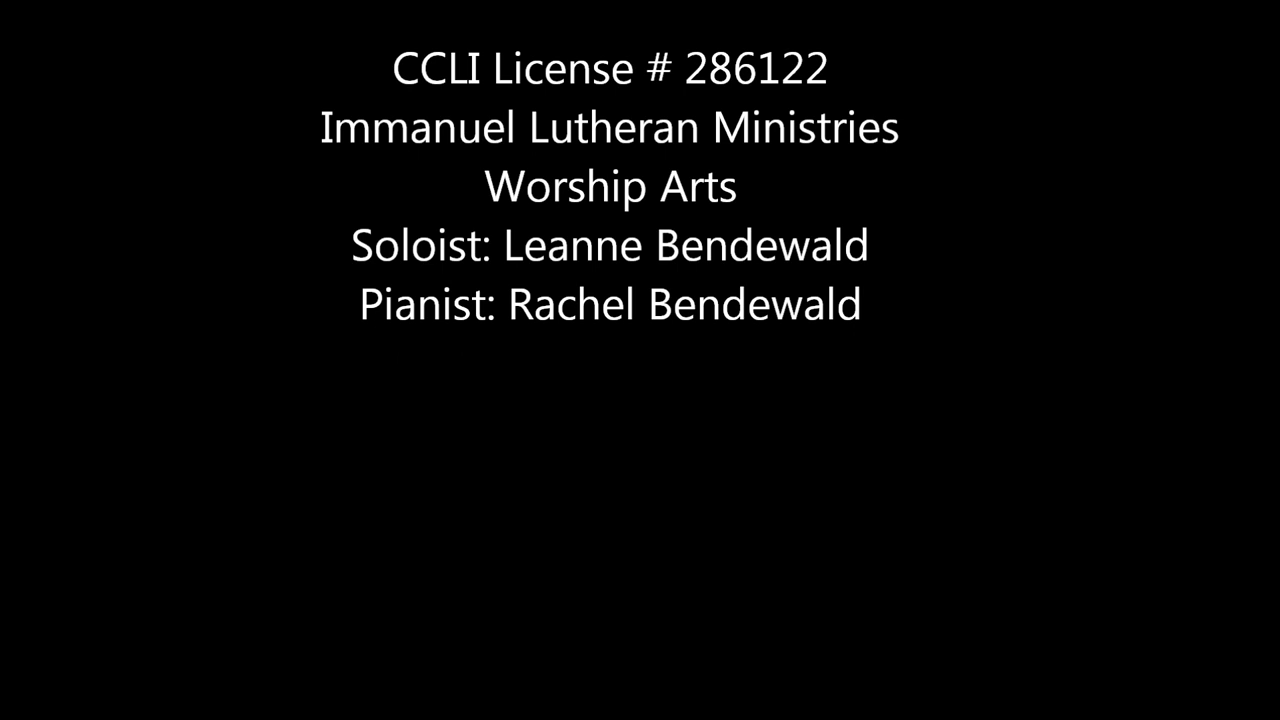 CCLI License # 286122
Immanuel Lutheran Ministries
Worship Arts
Soloist: Leanne Bendewald
Pianist: Rachel Bendewald